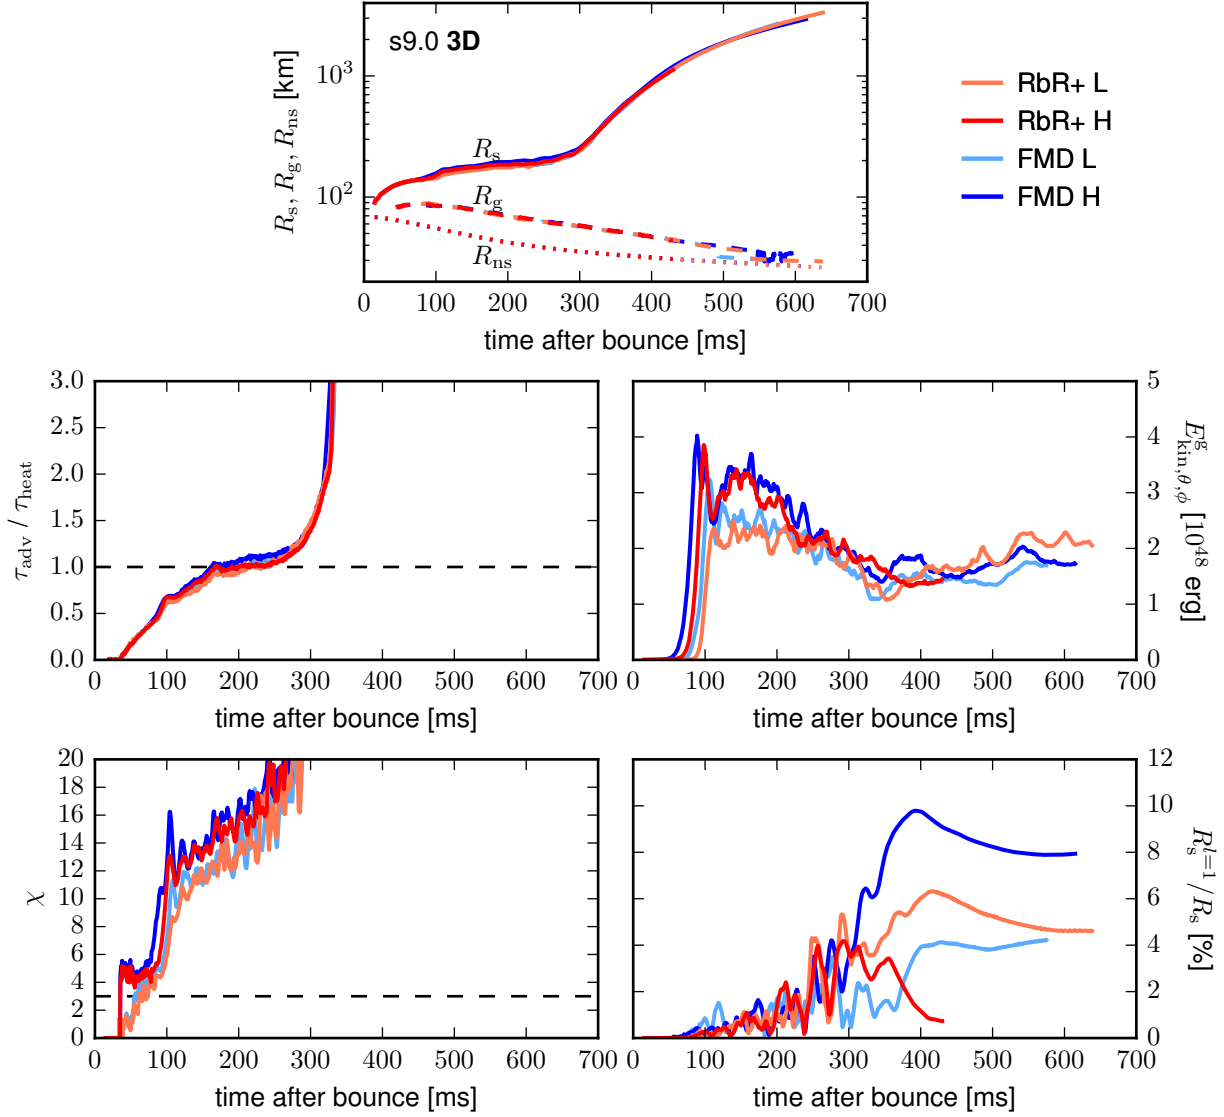 s9.0 3D
R_s, R_g, R_ns [km]
10^3
10^2
R_s
R_g
R_ns
0 100 200 300 400 500 600 700
time after bounce [ms]
RbR+ L
RbR+ H
FMD L
FMD H
τ_adv / τ_heat
3.0
2.5
2.0
1.5
1.0
0.5
0.0
0 100 200 300 400 500 600 700
time after bounce [ms]
5
4
3
2
1
0
E^g_kin,θ,ϕ [10^48 erg]
0 100 200 300 400 500 600 700
time after bounce [ms]
χ
20
18
16
14
12
10
8
6
4
2
0
0 100 200 300 400 500 600 700
time after bounce [ms]
12
10
8
6
4
2
0
R_s^{l=1}/R_s [%]
0 100 200 300 400 500 600 700
time after bounce [ms]